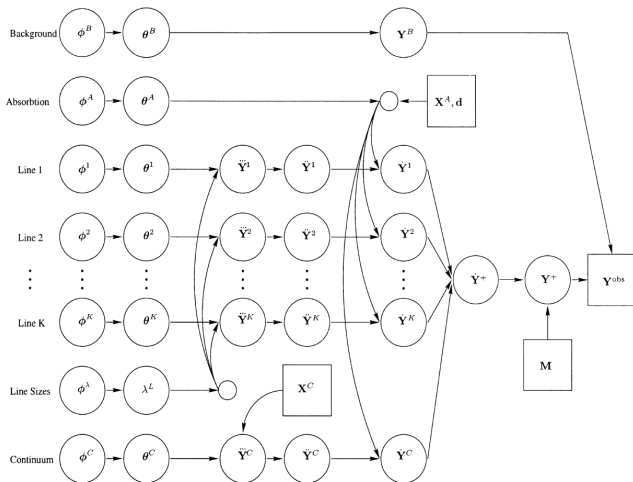 Background ϕ^B θ^B Y^B
Absorbtion ϕ^A θ^A X^A, d
Line 1 ϕ^1 θ^1 Y⃛^1 Ÿ^1 Ẏ^1
Line 2 ϕ^2 θ^2 Y⃛^2 Ÿ^2 Ẏ^2
Ẏ^+ Y^+ Y^obs
Line K ϕ^K θ^K Y⃛^K Ÿ^K Ẏ^K
M
Line Sizes ϕ^λ λ^L X^C
Continuum ϕ^C θ^C Y⃛^C Ÿ^C Ẏ^C